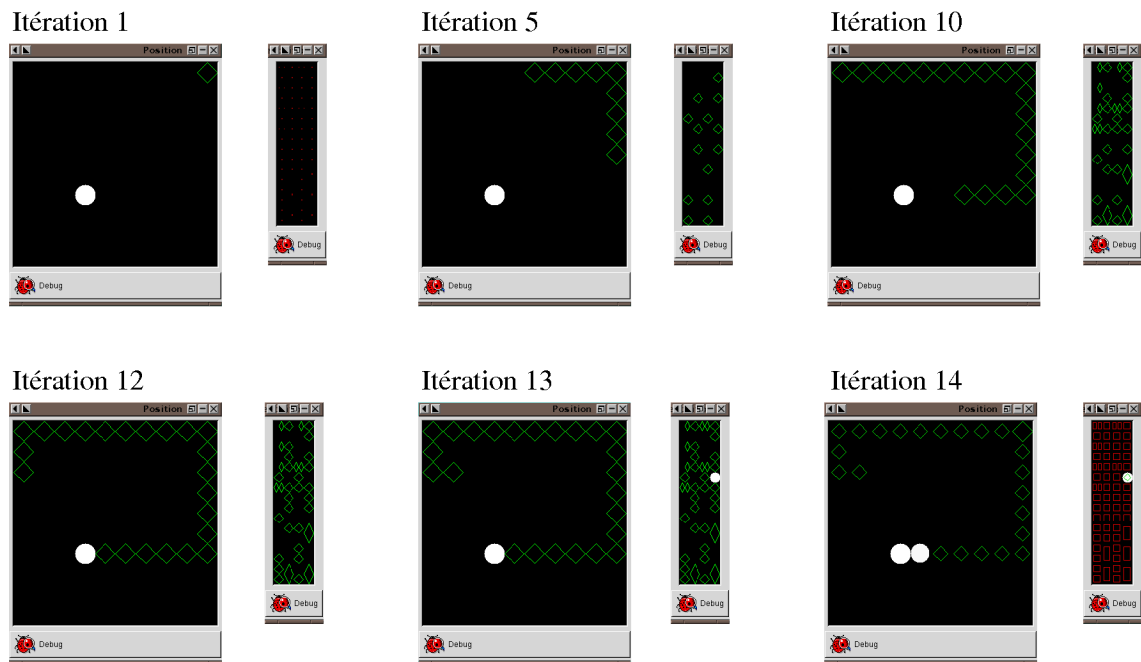 Itération 1
Position
Debug
Debug
Itération 5
Position
Debug
Debug
Itération 10
Position
Debug
Debug
Itération 12
Position
Debug
Debug
Itération 13
Position
Debug
Debug
Itération 14
Position
Debug
Debug